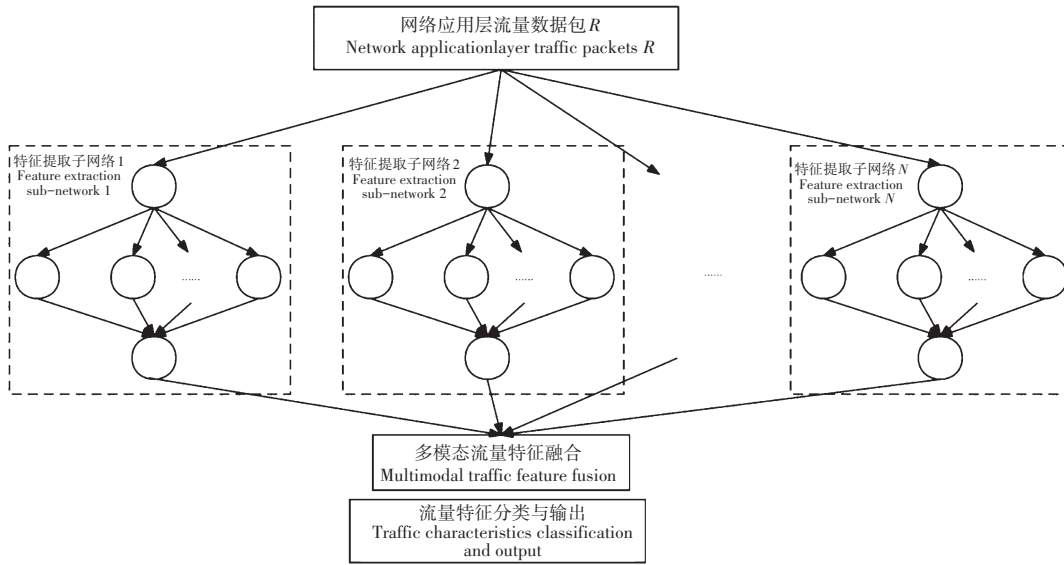 网络应用层流量数据包R
Network applicationlayer traffic packets R
特征提取子网络1
Feature extraction
sub-network 1
特征提取子网络2
Feature extraction
sub-network 2
特征提取子网络N
Feature extraction
sub-network N
......
......
......
......
多模态流量特征融合
Multimodal traffic feature fusion
流量特征分类与输出
Traffic characteristics classification
and output